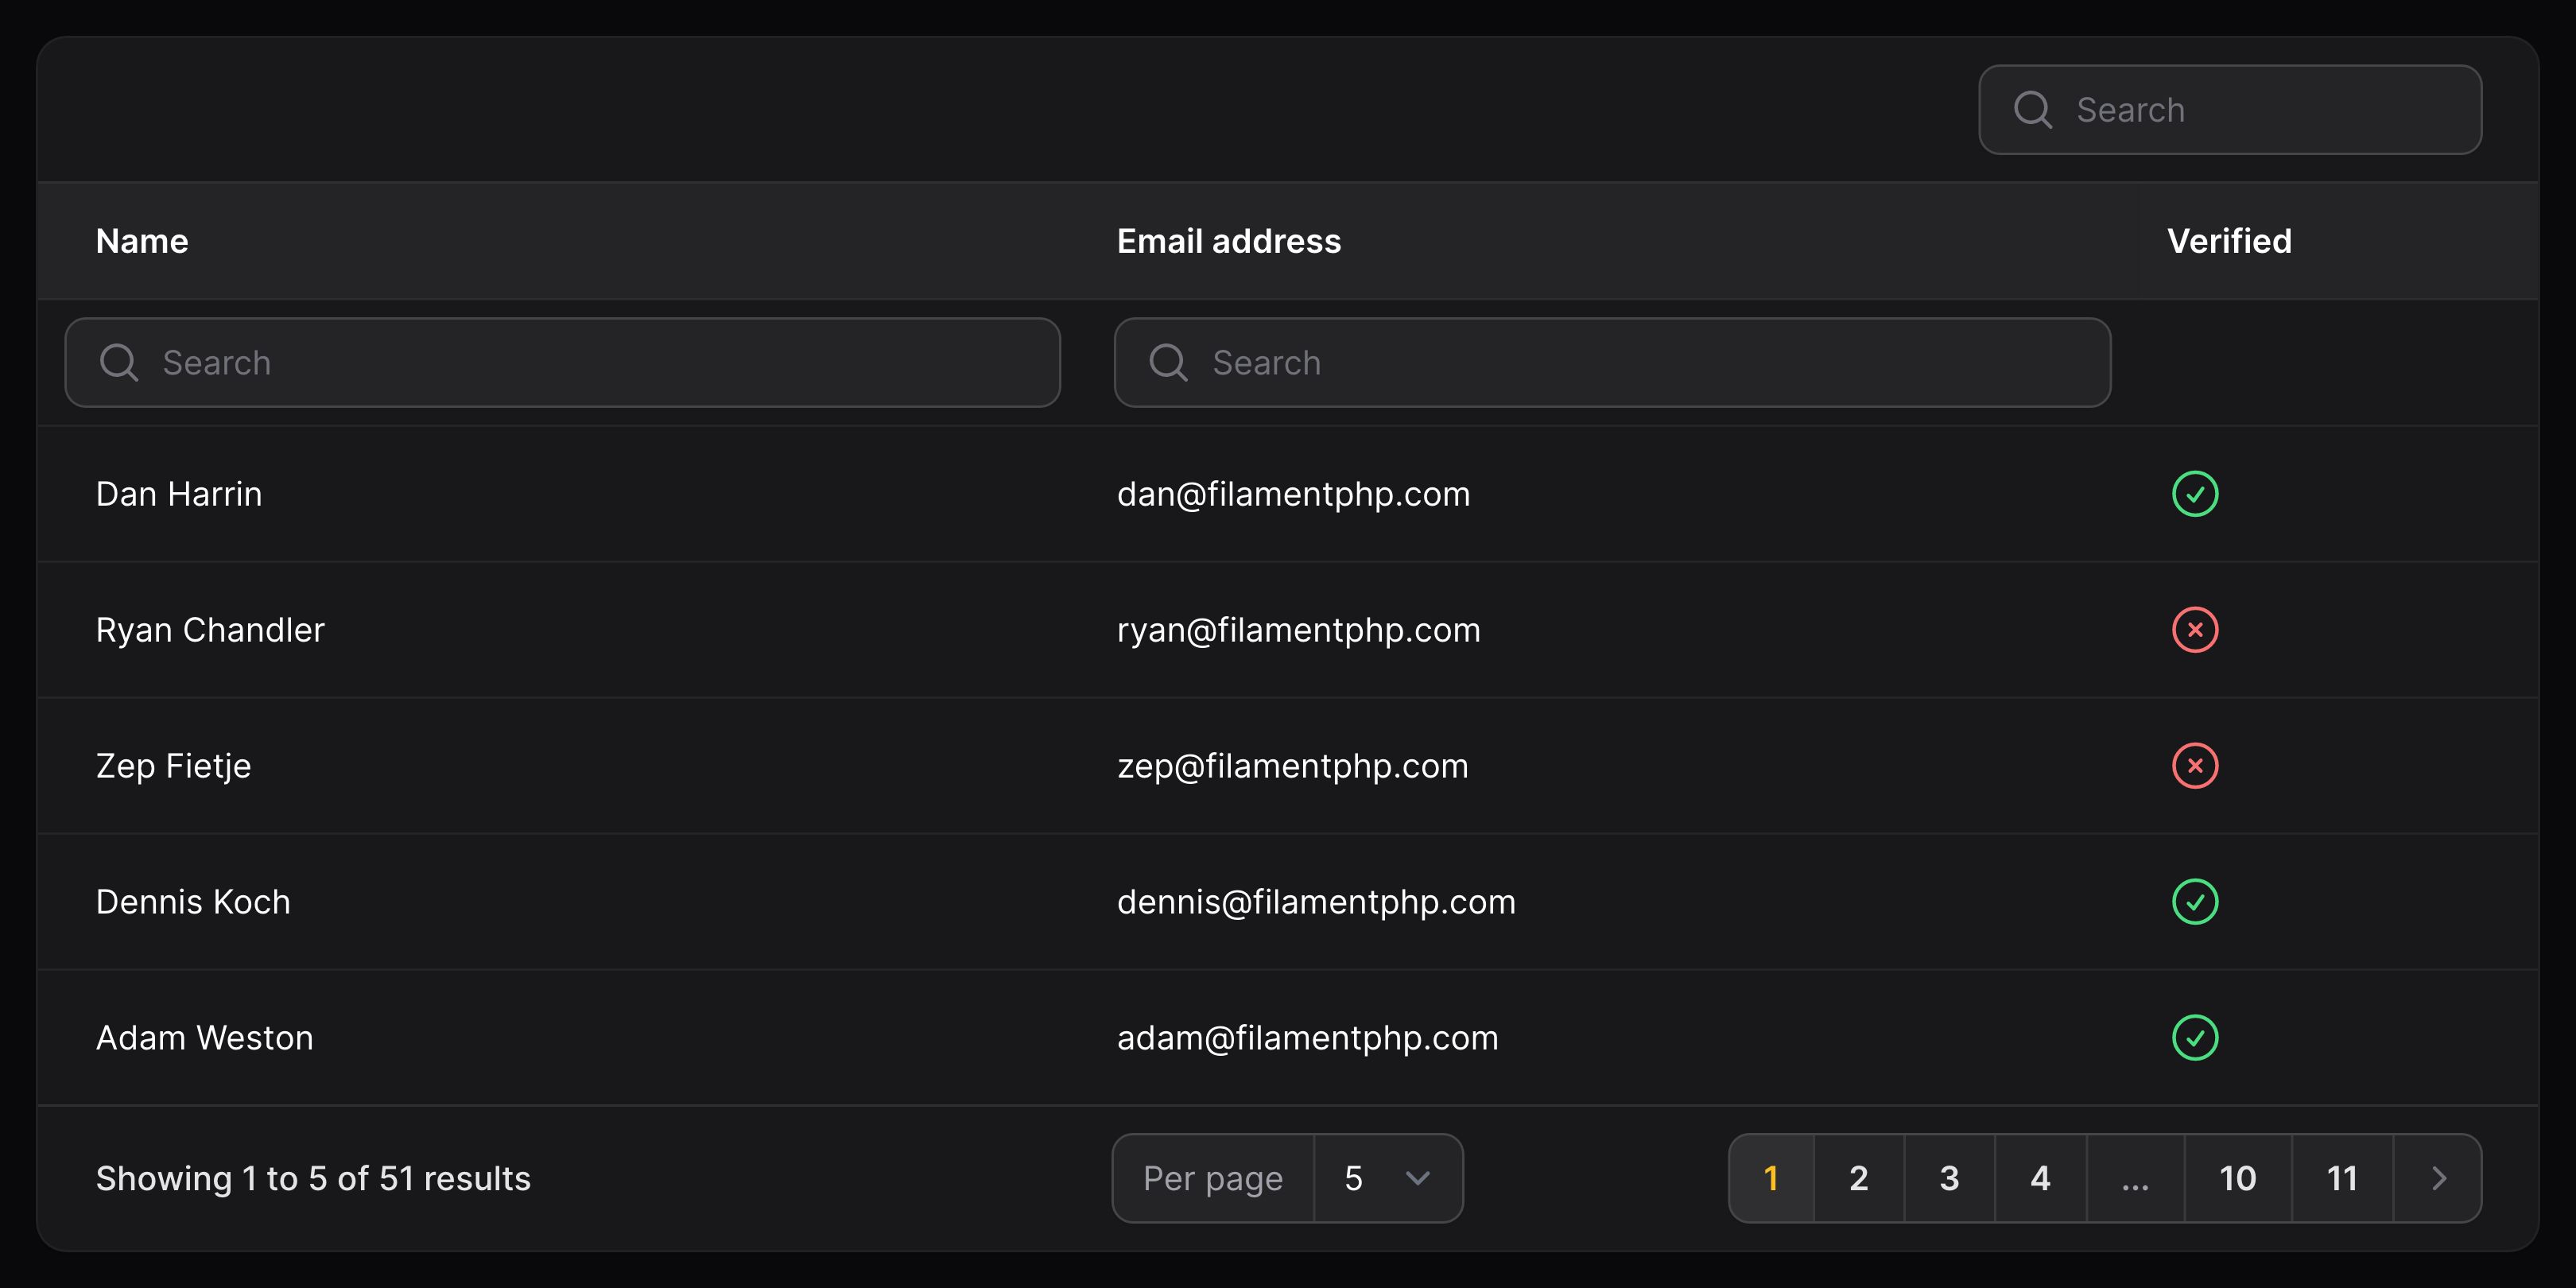 Search
Name Email address Verified
Search Search
Dan Harrin dan@filamentphp.com
Ryan Chandler ryan@filamentphp.com
Zep Fietje zep@filamentphp.com
Dennis Koch dennis@filamentphp.com
Adam Weston adam@filamentphp.com
Showing 1 to 5 of 51 results Per page 5 1 2 3 4 ... 10 11